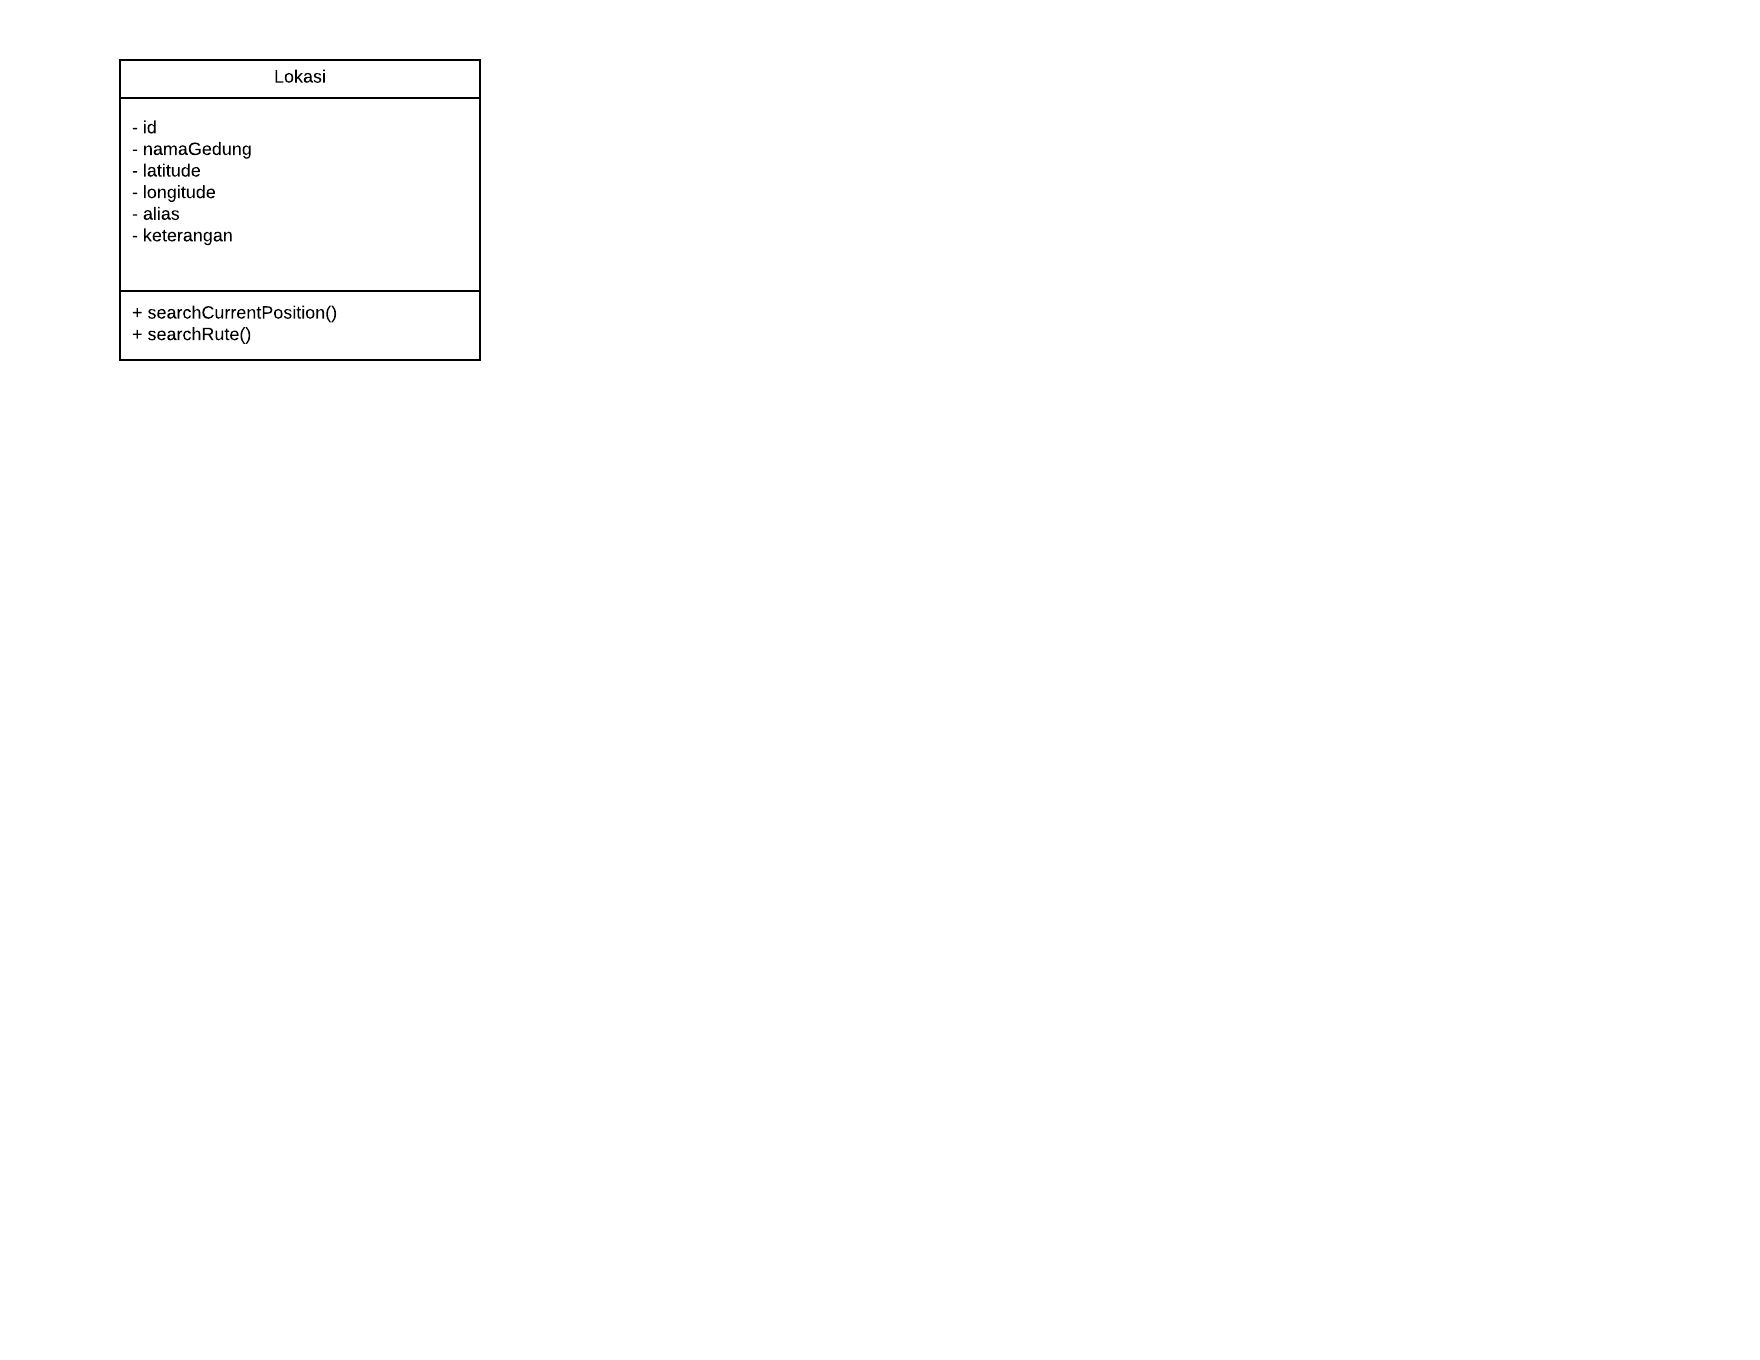 Lokasi
- id
- namaGedung
- latitude
- longitude
- alias
- keterangan
+ searchCurrentPosition()
+ searchRute()